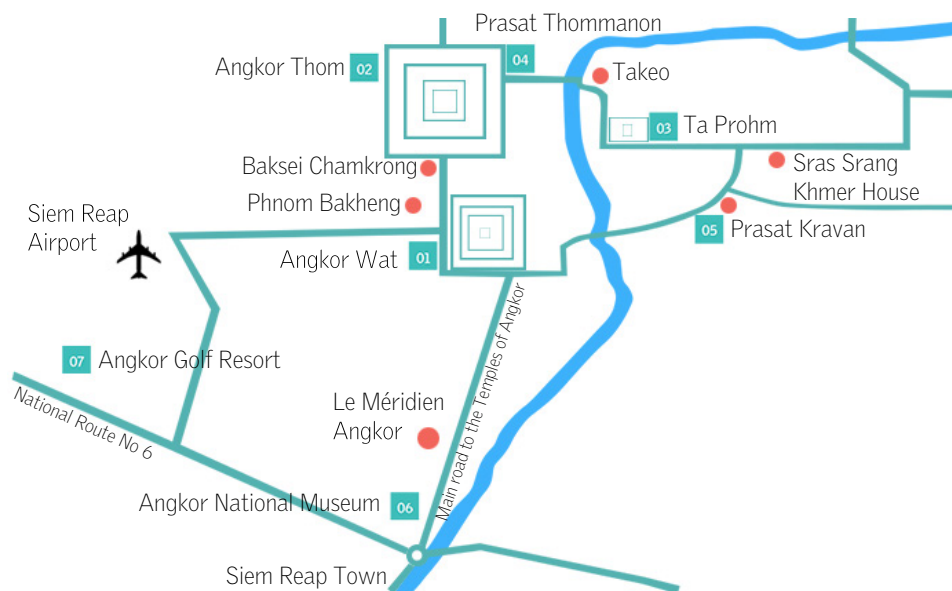 Prasat Thommanon
04
Angkor Thom 02
Takeo
03 Ta Prohm
Baksei Chamkrong
Sras Srang
Khmer House
Phnom Bakheng
Siem Reap
Airport
05 Prasat Kravan
Angkor Wat 01
Main road to the Temples of Angkor
07 Angkor Golf Resort
National Route No 6
Le Méridien
Angkor
Angkor National Museum 06
Siem Reap Town